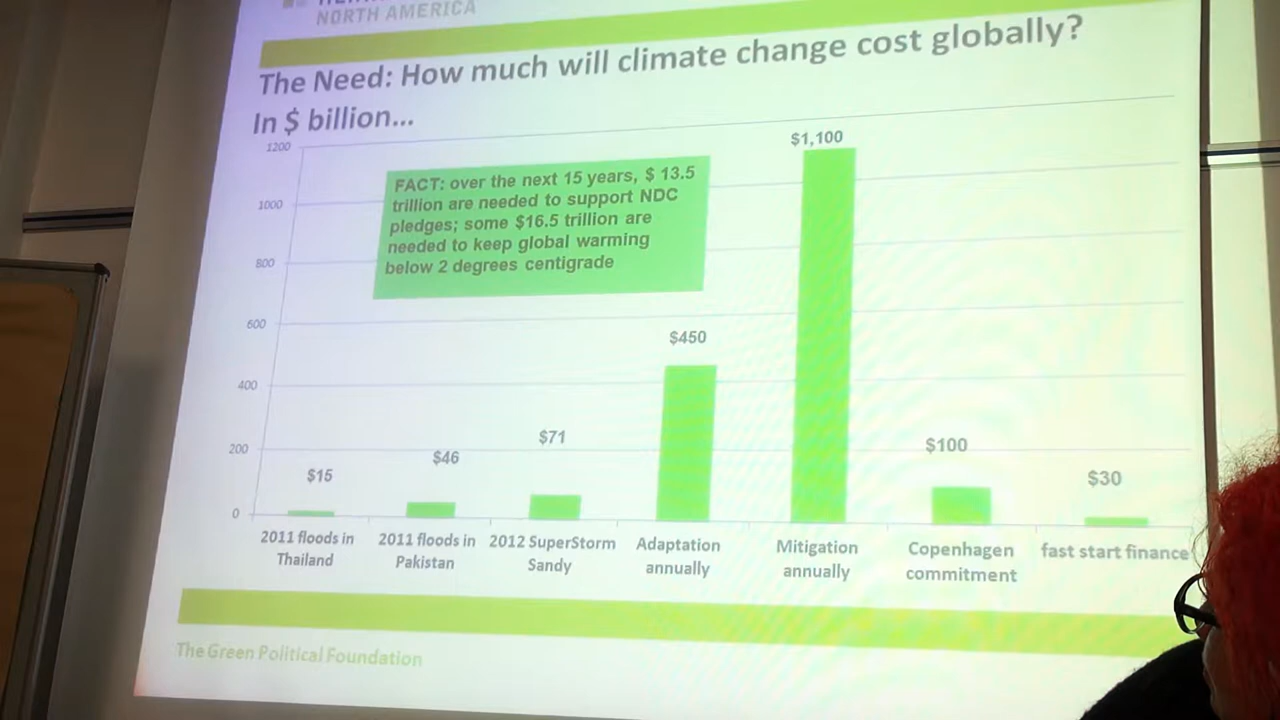 NORTH AMERICA
The Need: How much will climate change cost globally?
In $ billion...
1200
1000
800
600
400
200
0
FACT: over the next 15 years, $ 13.5
trillion are needed to support NDC
pledges; some $16.5 trillion are
needed to keep global warming
below 2 degrees centigrade
$15
$46
$71
$450
$1,100
$100
$30
2011 floods in
Thailand
2011 floods in
Pakistan
2012 SuperStorm
Sandy
Adaptation
annually
Mitigation
annually
Copenhagen
commitment
fast start finance
The Green Political Foundation